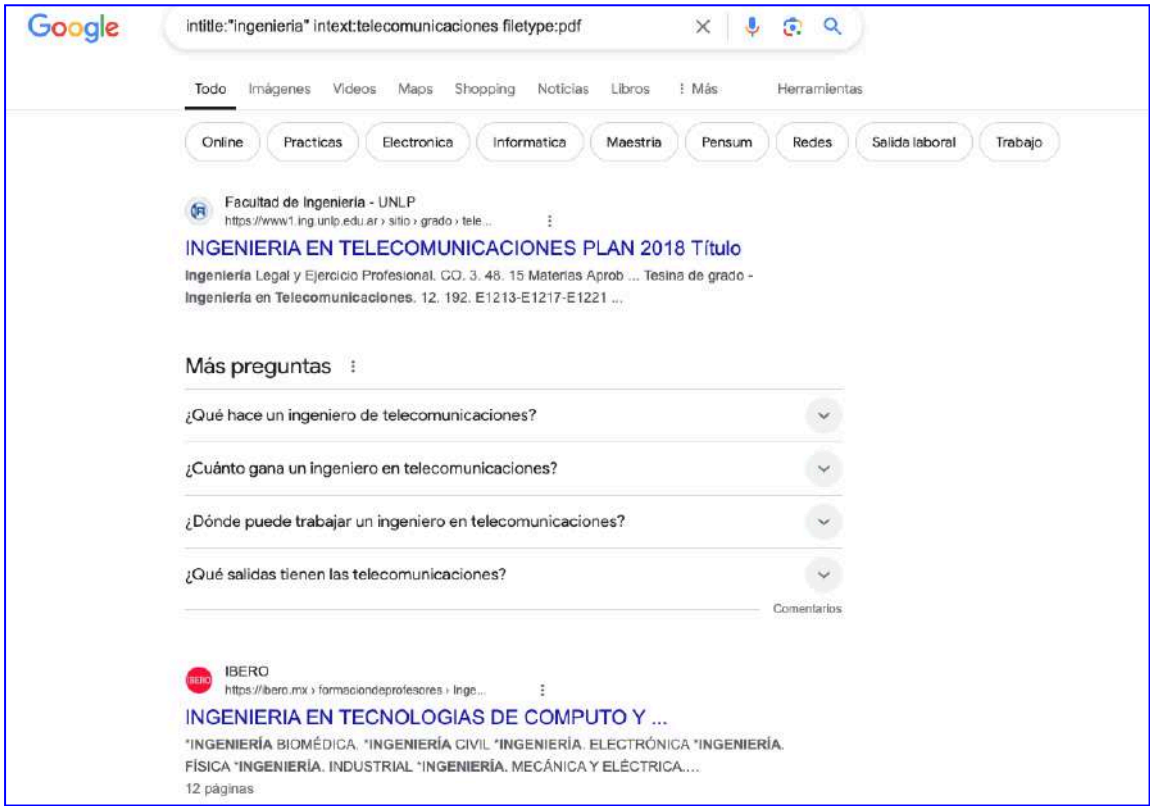 Google
intitle:"ingenieria" intext:telecomunicaciones filetype:pdf
Todo Imágenes Videos Maps Shopping Noticias Libros Más Herramientas
Online Practicas Electronica Informatica Maestria Pensum Redes Salida laboral Trabajo
Facultad de Ingeniería - UNLP
https://www1.ing.unlp.edu.ar › sitio › grado › tele...
INGENIERIA EN TELECOMUNICACIONES PLAN 2018 Título
Ingeniería Legal y Ejercicio Profesional. CO. 3. 48. 15 Materias Aprob ... Tesina de grado -
Ingeniería en Telecomunicaciones. 12. 192. E1213-E1217-E1221 ...
Más preguntas
¿Qué hace un ingeniero de telecomunicaciones?
¿Cuánto gana un ingeniero en telecomunicaciones?
¿Dónde puede trabajar un ingeniero en telecomunicaciones?
¿Qué salidas tienen las telecomunicaciones?
Comentarios
IBERO
IBERO
https://ibero.mx › formaciondeprofesores › Inge...
INGENIERIA EN TECNOLOGIAS DE COMPUTO Y ...
*INGENIERÍA BIOMÉDICA. *INGENIERÍA CIVIL *INGENIERÍA. ELECTRÓNICA *INGENIERÍA.
FÍSICA *INGENIERÍA. INDUSTRIAL *INGENIERÍA. MECÁNICA Y ELÉCTRICA....
12 páginas